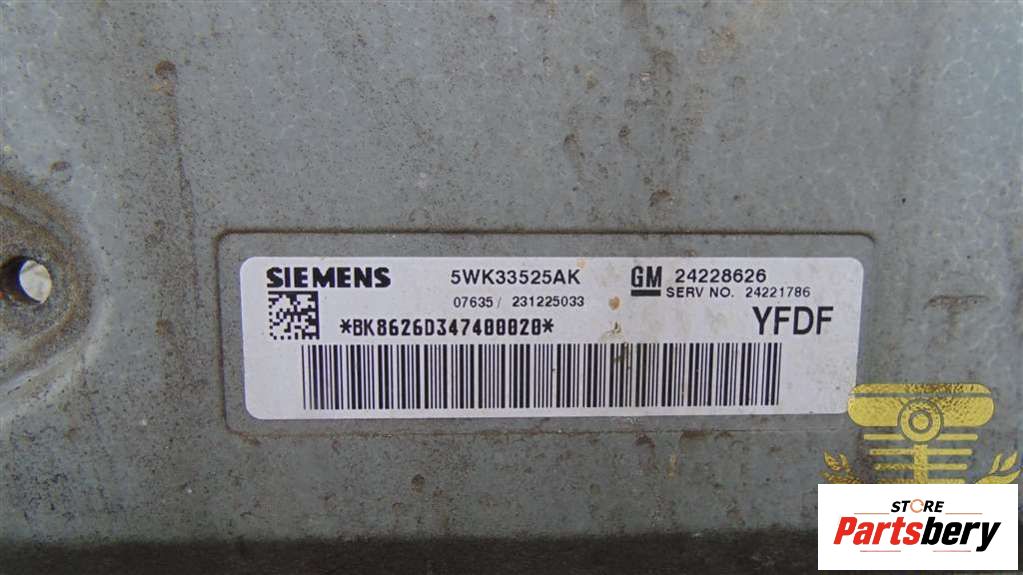 SIEMENS 5WK33525AK GM 24228626
07635 / 231225033 SERV NO. 24221786
*BK8626D347400020* YFDF
STORE
Partsbery